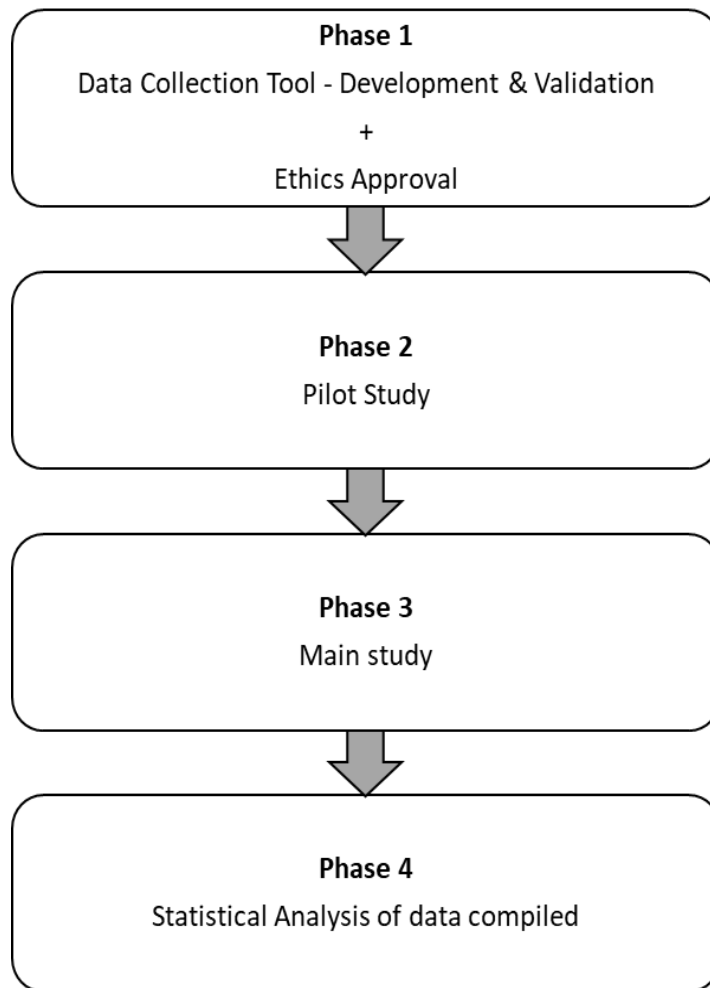 Phase 1
Data Collection Tool - Development & Validation
+
Ethics Approval
Phase 2
Pilot Study
Phase 3
Main study
Phase 4
Statistical Analysis of data compiled